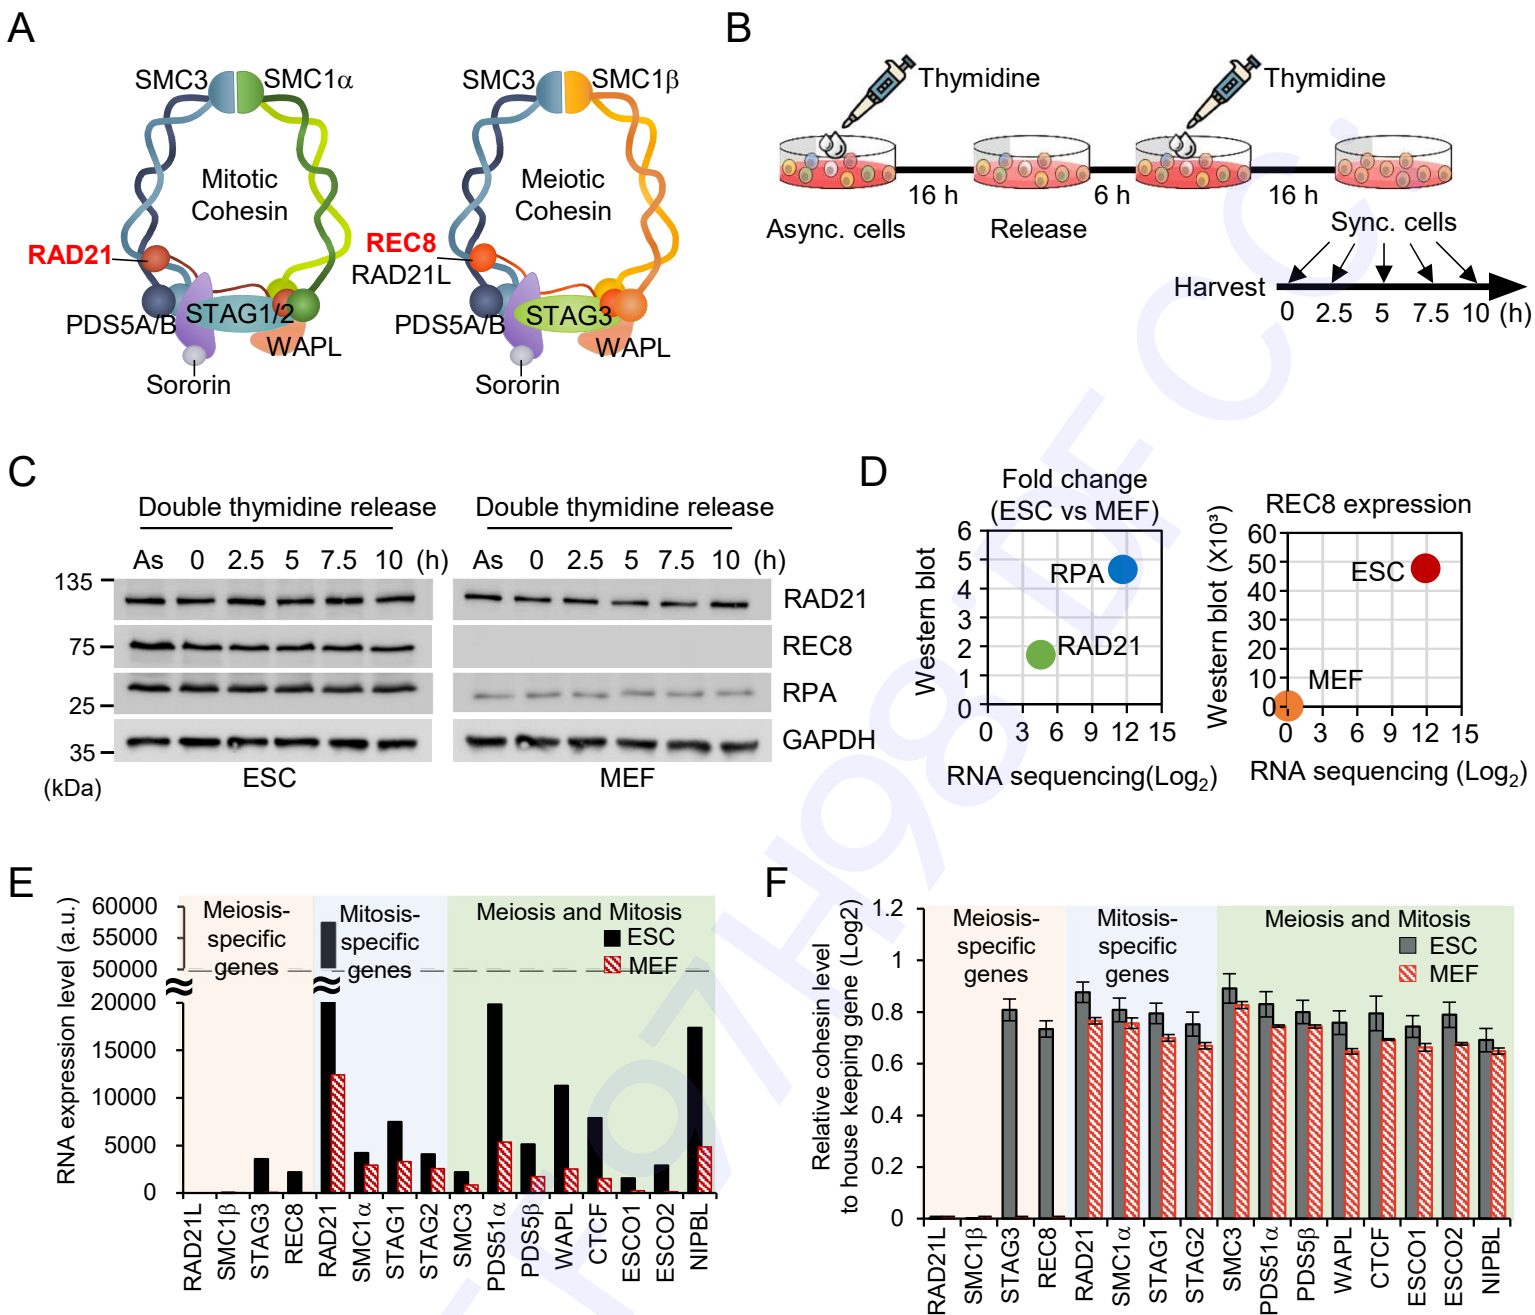 A
SMC3
SMC1α
Mitotic
Cohesin
RAD21
PDS5A/B
STAG1/2
WAPL
Sororin
SMC3
SMC1β
Meiotic
Cohesin
REC8
RAD21L
PDS5A/B
STAG3
WAPL
Sororin
B
Thymidine
Thymidine
16 h
6 h
16 h
Async. cells
Release
Sync. cells
Harvest
0 2.5 5 7.5 10 (h)
C
Double thymidine release
Double thymidine release
As 0 2.5 5 7.5 10 (h)
As 0 2.5 5 7.5 10 (h)
135
75
25
35
(kDa)
RAD21
REC8
RPA
GAPDH
ESC
MEF
D
Fold change
(ESC vs MEF)
Western blot
6
5
4
3
2
1
0
RPA
RAD21
0 3 6 9 12 15
RNA sequencing(Log2)
REC8 expression
Western blot (X10³)
60
50
40
30
20
10
0
ESC
MEF
0 3 6 9 12 15
RNA sequencing (Log2)
E
RNA expression level (a.u.)
60000
55000
50000
20000
15000
10000
5000
0
Meiosis-
specific
genes
Mitosis-
specific
genes
Meiosis and Mitosis
ESC
MEF
RAD21L
SMC1β
STAG3
REC8
RAD21
SMC1α
STAG1
STAG2
SMC3
PDS51α
PDS5β
WAPL
CTCF
ESCO1
ESCO2
NIPBL
F
Relative cohesin level
to house keeping gene (Log2)
1.2
1
0.8
0.6
0.4
0.2
0
Meiosis-
specific
genes
Mitosis-
specific
genes
Meiosis and Mitosis
ESC
MEF
RAD21L
SMC1β
STAG3
REC8
RAD21
SMC1α
STAG1
STAG2
SMC3
PDS51α
PDS5β
WAPL
CTCF
ESCO1
ESCO2
NIPBL